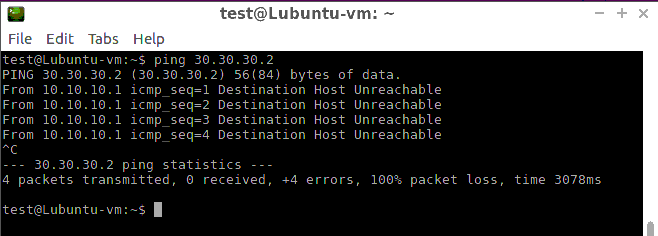 test@Lubuntu-vm: ~
File Edit Tabs Help
test@Lubuntu-vm:~$ ping 30.30.30.2
PING 30.30.30.2 (30.30.30.2) 56(84) bytes of data.
From 10.10.10.1 icmp_seq=1 Destination Host Unreachable
From 10.10.10.1 icmp_seq=2 Destination Host Unreachable
From 10.10.10.1 icmp_seq=3 Destination Host Unreachable
From 10.10.10.1 icmp_seq=4 Destination Host Unreachable
^C
--- 30.30.30.2 ping statistics ---
4 packets transmitted, 0 received, +4 errors, 100% packet loss, time 3078ms
test@Lubuntu-vm:~$